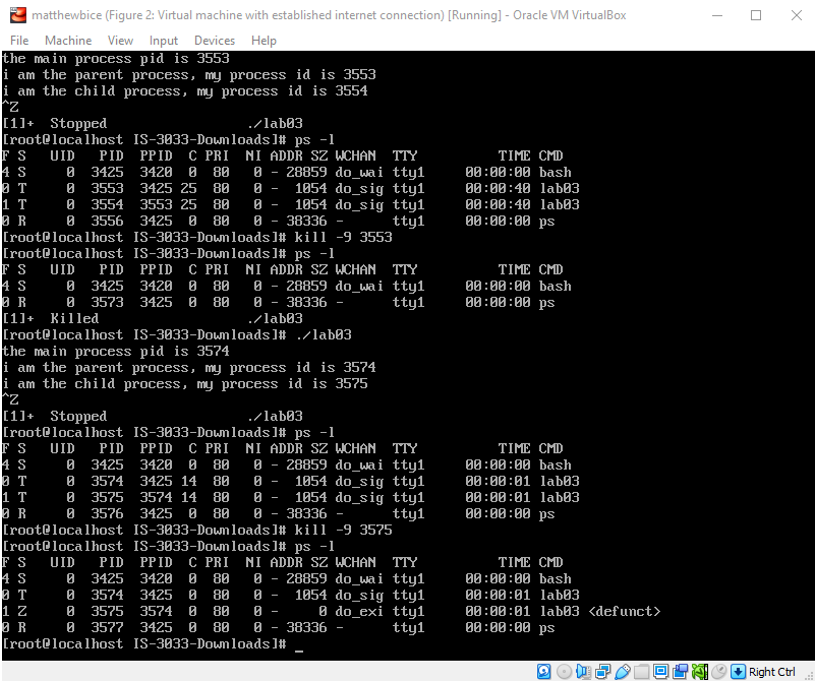 matthewbice (Figure 2: Virtual machine with established internet connection) [Running] - Oracle VM VirtualBox
File Machine View Input Devices Help
the main process pid is 3553
i am the parent process, my process id is 3553
i am the child process, my process id is 3554
^Z
[1]+  Stopped                 ./lab03
[root@localhost IS-3033-Downloads]# ps -l
F S   UID   PID  PPID  C PRI  NI ADDR SZ WCHAN  TTY          TIME CMD
4 S     0  3425  3420  0  80   0 - 28859 do_wai tty1     00:00:00 bash
0 T     0  3553  3425 25  80   0 -  1054 do_sig tty1     00:00:40 lab03
1 T     0  3554  3553 25  80   0 -  1054 do_sig tty1     00:00:40 lab03
0 R     0  3556  3425  0  80   0 - 38336 -      tty1     00:00:00 ps
[root@localhost IS-3033-Downloads]# kill -9 3553
[root@localhost IS-3033-Downloads]# ps -l
F S   UID   PID  PPID  C PRI  NI ADDR SZ WCHAN  TTY          TIME CMD
4 S     0  3425  3420  0  80   0 - 28859 do_wai tty1     00:00:00 bash
0 R     0  3573  3425  0  80   0 - 38336 -      tty1     00:00:00 ps
[1]+  Killed                  ./lab03
[root@localhost IS-3033-Downloads]# ./lab03
the main process pid is 3574
i am the parent process, my process id is 3574
i am the child process, my process id is 3575
^Z
[1]+  Stopped                 ./lab03
[root@localhost IS-3033-Downloads]# ps -l
F S   UID   PID  PPID  C PRI  NI ADDR SZ WCHAN  TTY          TIME CMD
4 S     0  3425  3420  0  80   0 - 28859 do_wai tty1     00:00:00 bash
0 T     0  3574  3425 14  80   0 -  1054 do_sig tty1     00:00:01 lab03
1 T     0  3575  3574 14  80   0 -  1054 do_sig tty1     00:00:01 lab03
0 R     0  3576  3425  0  80   0 - 38336 -      tty1     00:00:00 ps
[root@localhost IS-3033-Downloads]# kill -9 3575
[root@localhost IS-3033-Downloads]# ps -l
F S   UID   PID  PPID  C PRI  NI ADDR SZ WCHAN  TTY          TIME CMD
4 S     0  3425  3420  0  80   0 - 28859 do_wai tty1     00:00:00 bash
0 T     0  3574  3425  0  80   0 -  1054 do_sig tty1     00:00:01 lab03
1 Z     0  3575  3574  0  80   0 -     0 do_exi tty1     00:00:01 lab03 <defunct>
0 R     0  3577  3425  0  80   0 - 38336 -      tty1     00:00:00 ps
[root@localhost IS-3033-Downloads]# _
Right Ctrl